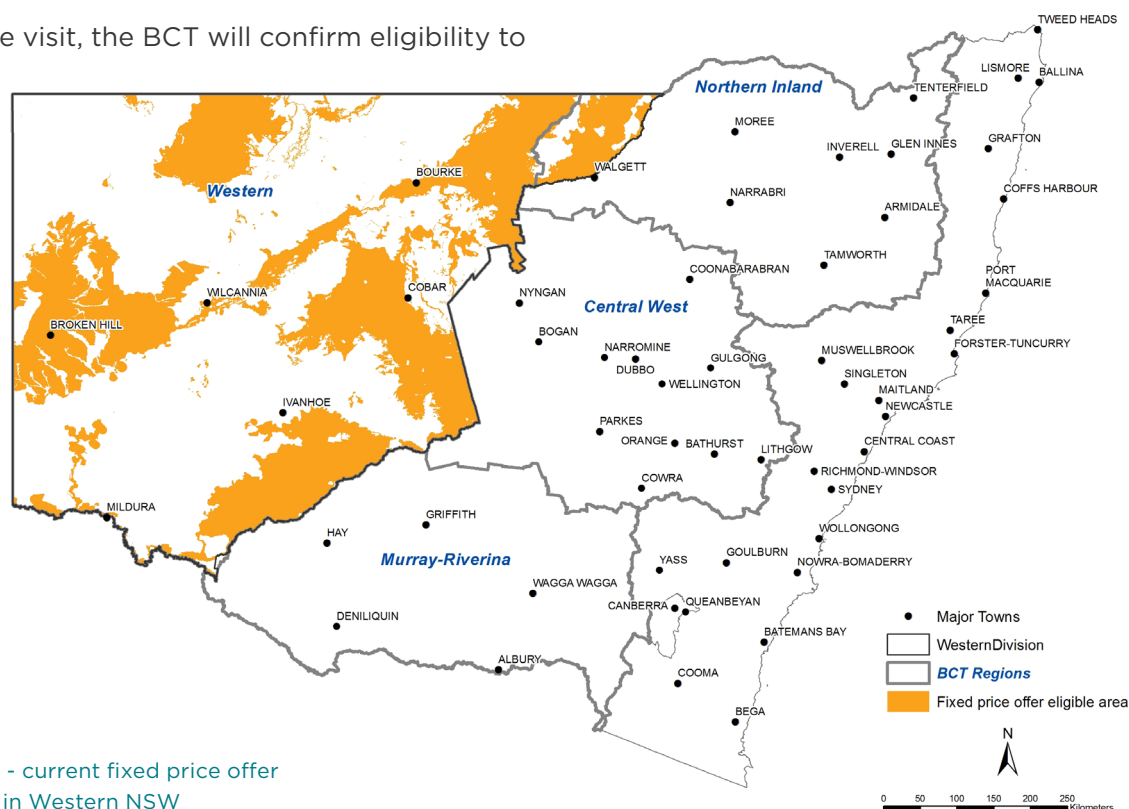 e visit, the BCT will confirm eligibility to
TWEED HEADS
LISMORE
BALLINA
Northern Inland
TENTERFIELD
MOREE
GRAFTON
INVERELL
GLEN INNES
BOURKE
WALGETT
Western
NARRABRI
COFFS HARBOUR
ARMIDALE
TAMWORTH
COONABARABRAN
PORT
MACQUARIE
COBAR
WILCANNIA
NYNGAN
Central West
BROKEN HILL
BOGAN
TAREE
FORSTER-TUNCURRY
NARROMINE
DUBBO
GULGONG
MUSWELLBROOK
WELLINGTON
SINGLETON
MAITLAND
NEWCASTLE
IVANHOE
PARKES
ORANGE
BATHURST
LITHGOW
CENTRAL COAST
RICHMOND-WINDSOR
COWRA
SYDNEY
MILDURA
GRIFFITH
HAY
WOLLONGONG
Murray-Riverina
YASS
GOULBURN
NOWRA-BOMADERRY
WAGGA WAGGA
CANBERRA
QUEANBEYAN
DENILIQUIN
BATEMANS BAY
ALBURY
COOMA
BEGA
Major Towns
WesternDivision
BCT Regions
Fixed price offer eligible area
N
0 50 100 150 200 250
Kilometers
- current fixed price offer
in Western NSW